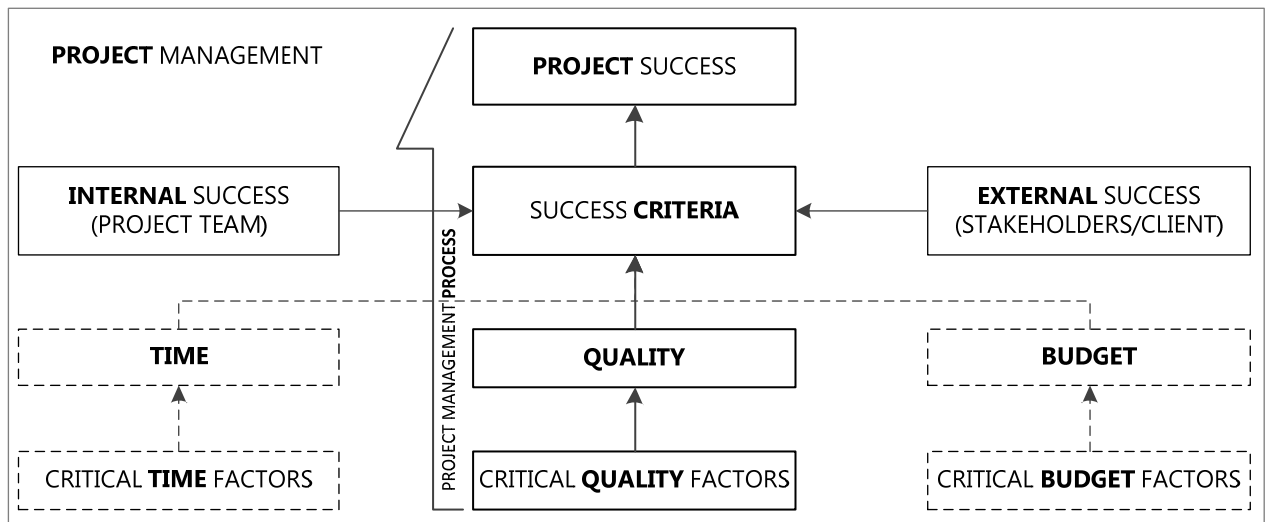 PROJECT MANAGEMENT
PROJECT SUCCESS
INTERNAL SUCCESS
(PROJECT TEAM)
SUCCESS CRITERIA
EXTERNAL SUCCESS
(STAKEHOLDERS/CLIENT)
PROJECT MANAGEMENT PROCESS
TIME
QUALITY
BUDGET
CRITICAL TIME FACTORS
CRITICAL QUALITY FACTORS
CRITICAL BUDGET FACTORS